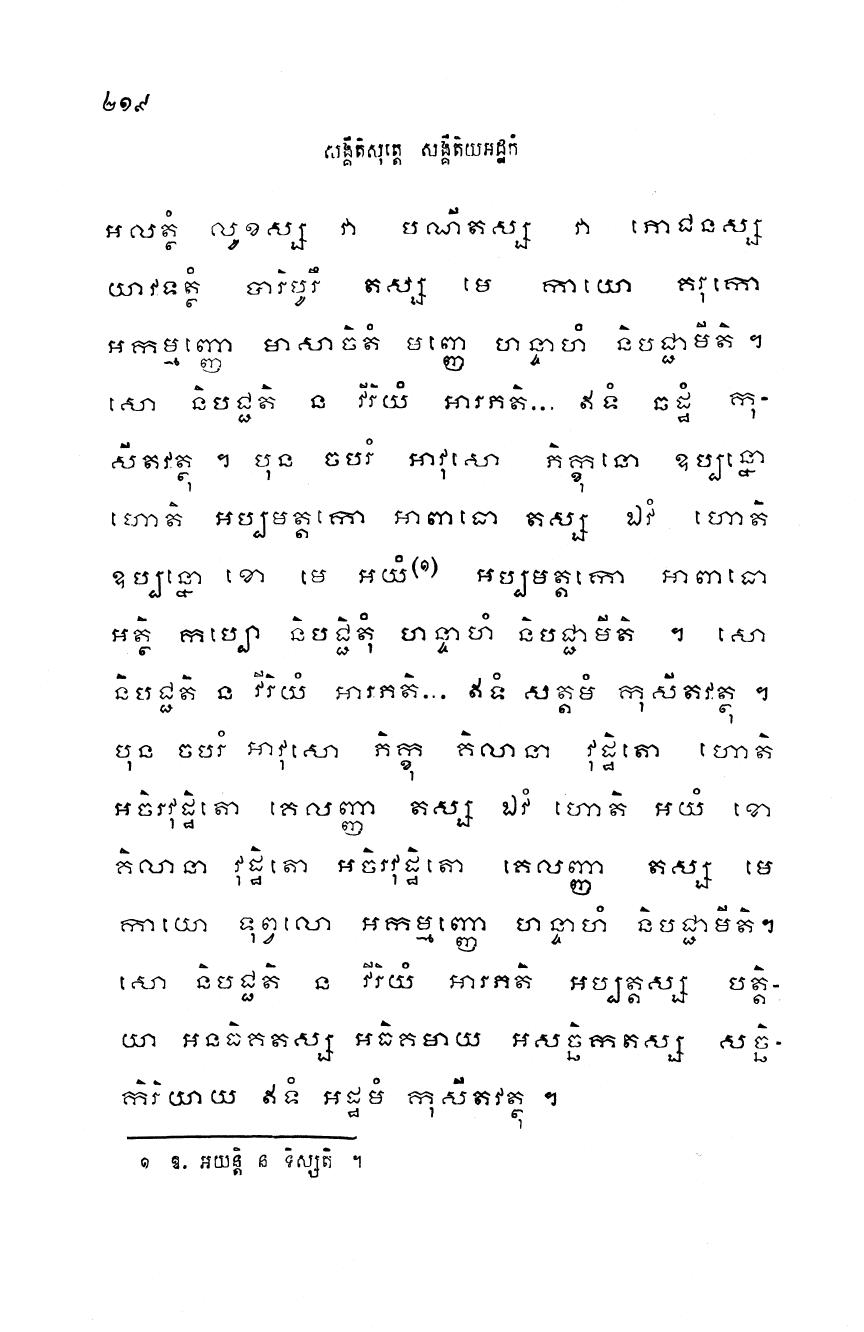 ២១៩
សង្គីតិសុត្តេ សង្គីតិយអដ្ឋកំ
អលត្ថំ លូខស្ស វា បណីតស្ស វា ភោជនស្ស
យាវទត្ថំ បារិបូរឹ តស្ស មេ កាយោ គរុកោ
អកម្មញ្ញោ មាសាចិតំ មញ្ញេ ហន្ទាហំ និបជ្ជាមីតិ ។
សោ និបជ្ជតិ ន វីរិយំ អារភតិ... ឥទំ ឆដ្ឋំ កុ-
សីតវត្ថុ ។ បុន ចបរំ អាវុសោ ភិក្ខុនោ ឧប្បន្នោ
ហោតិ អប្បមត្តកោ អាពាធោ តស្ស ឯវំ ហោតិ
ឧប្បន្នោ ខោ មេ អយំ(១) អប្បមត្តកោ អាពាធោ
អត្ថិ កប្បោ និបជ្ជិតុំ ហន្ទាហំ និបជ្ជាមីតិ ។ សោ
និបជ្ជតិ ន វីរិយំ អារភតិ... ឥទំ សត្តមំ កុសីតវត្ថុ ។
បុន ចបរំ អាវុសោ ភិក្ខុ គិលានា វុដ្ឋិតោ ហោតិ
អចិរវុដ្ឋិតោ គេលញ្ញា តស្ស ឯវំ ហោតិ អយំ ខោ
គិលានា វុដ្ឋិតោ អចិរវុដ្ឋិតោ គេលញ្ញា តស្ស មេ
កាយោ ទុព្វលោ អកម្មញ្ញោ ហន្ទាហំ និបជ្ជាមីតិ។
សោ និបជ្ជតិ ន វីរិយំ អារភតិ អប្បត្តស្ស បត្តិ-
យា អនធិគតស្ស អធិគមាយ អសច្ឆិកតស្ស សច្ឆិ-
កិរិយាយ ឥទំ អដ្ឋមំ កុសីតវត្ថុ ។
១ ឱ. អយន្តិ ន ទិស្សតិ ។